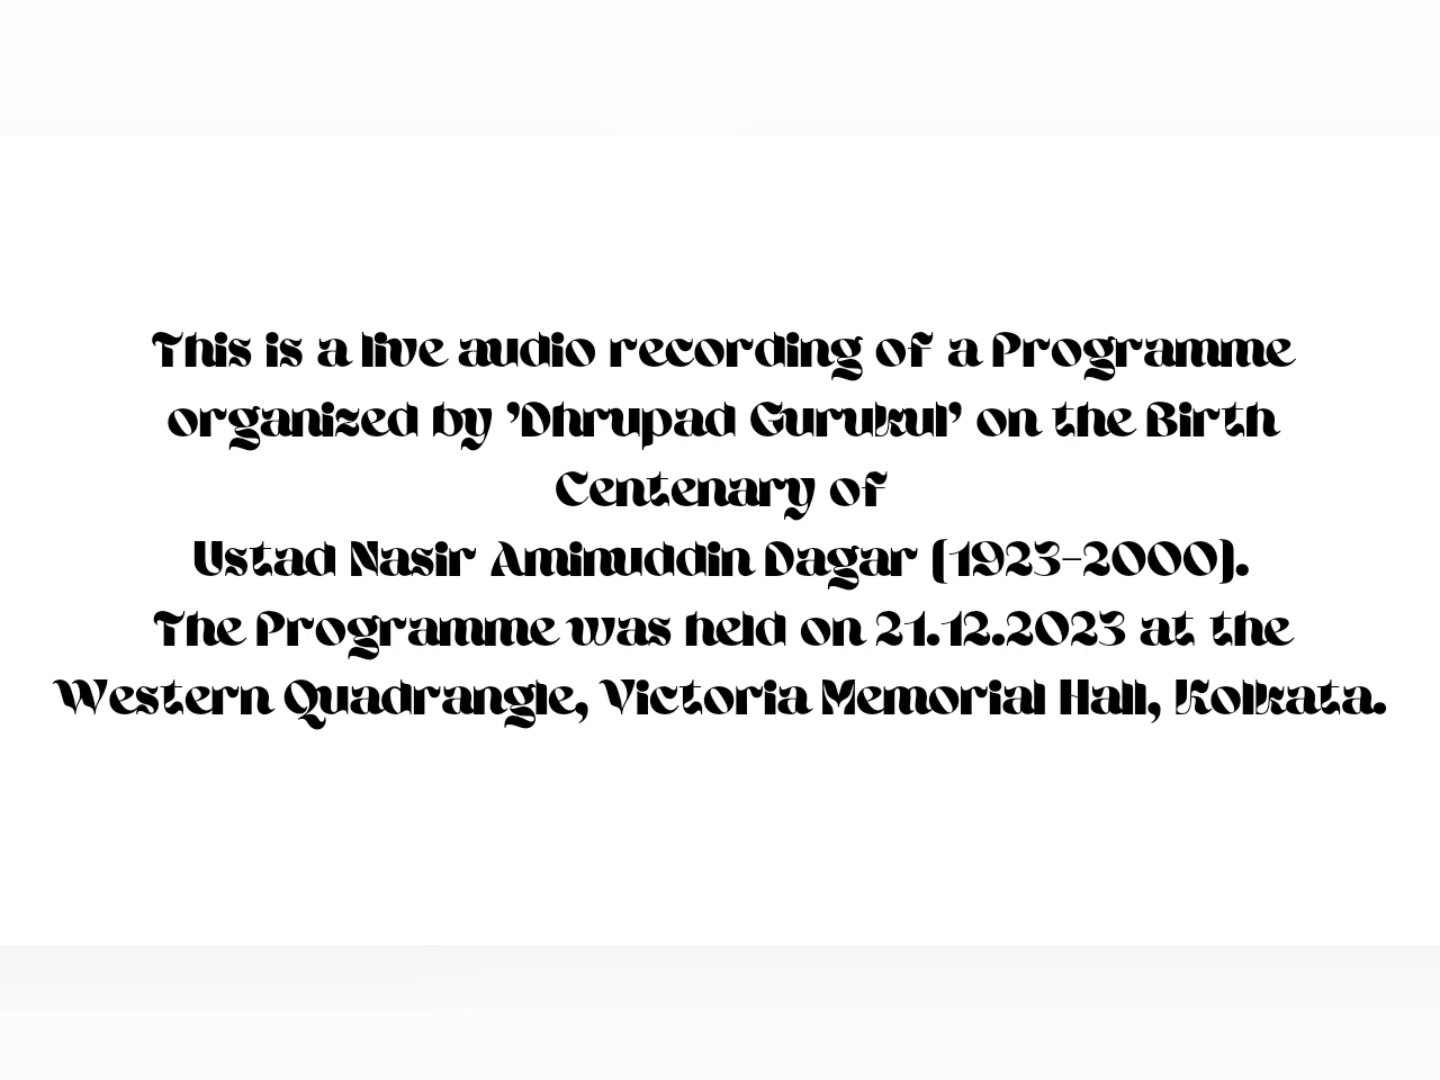 This is a live audio recording of a Programme
organized by ’Dhrupad Gurukul’ on the Birth
Centenary of
Ustad Nasir Aminuddin Dagar (1923-2000).
The Programme was held on 21.12.2023 at the
Western Quadrangle, Victoria Memorial Hall, Kolkata.